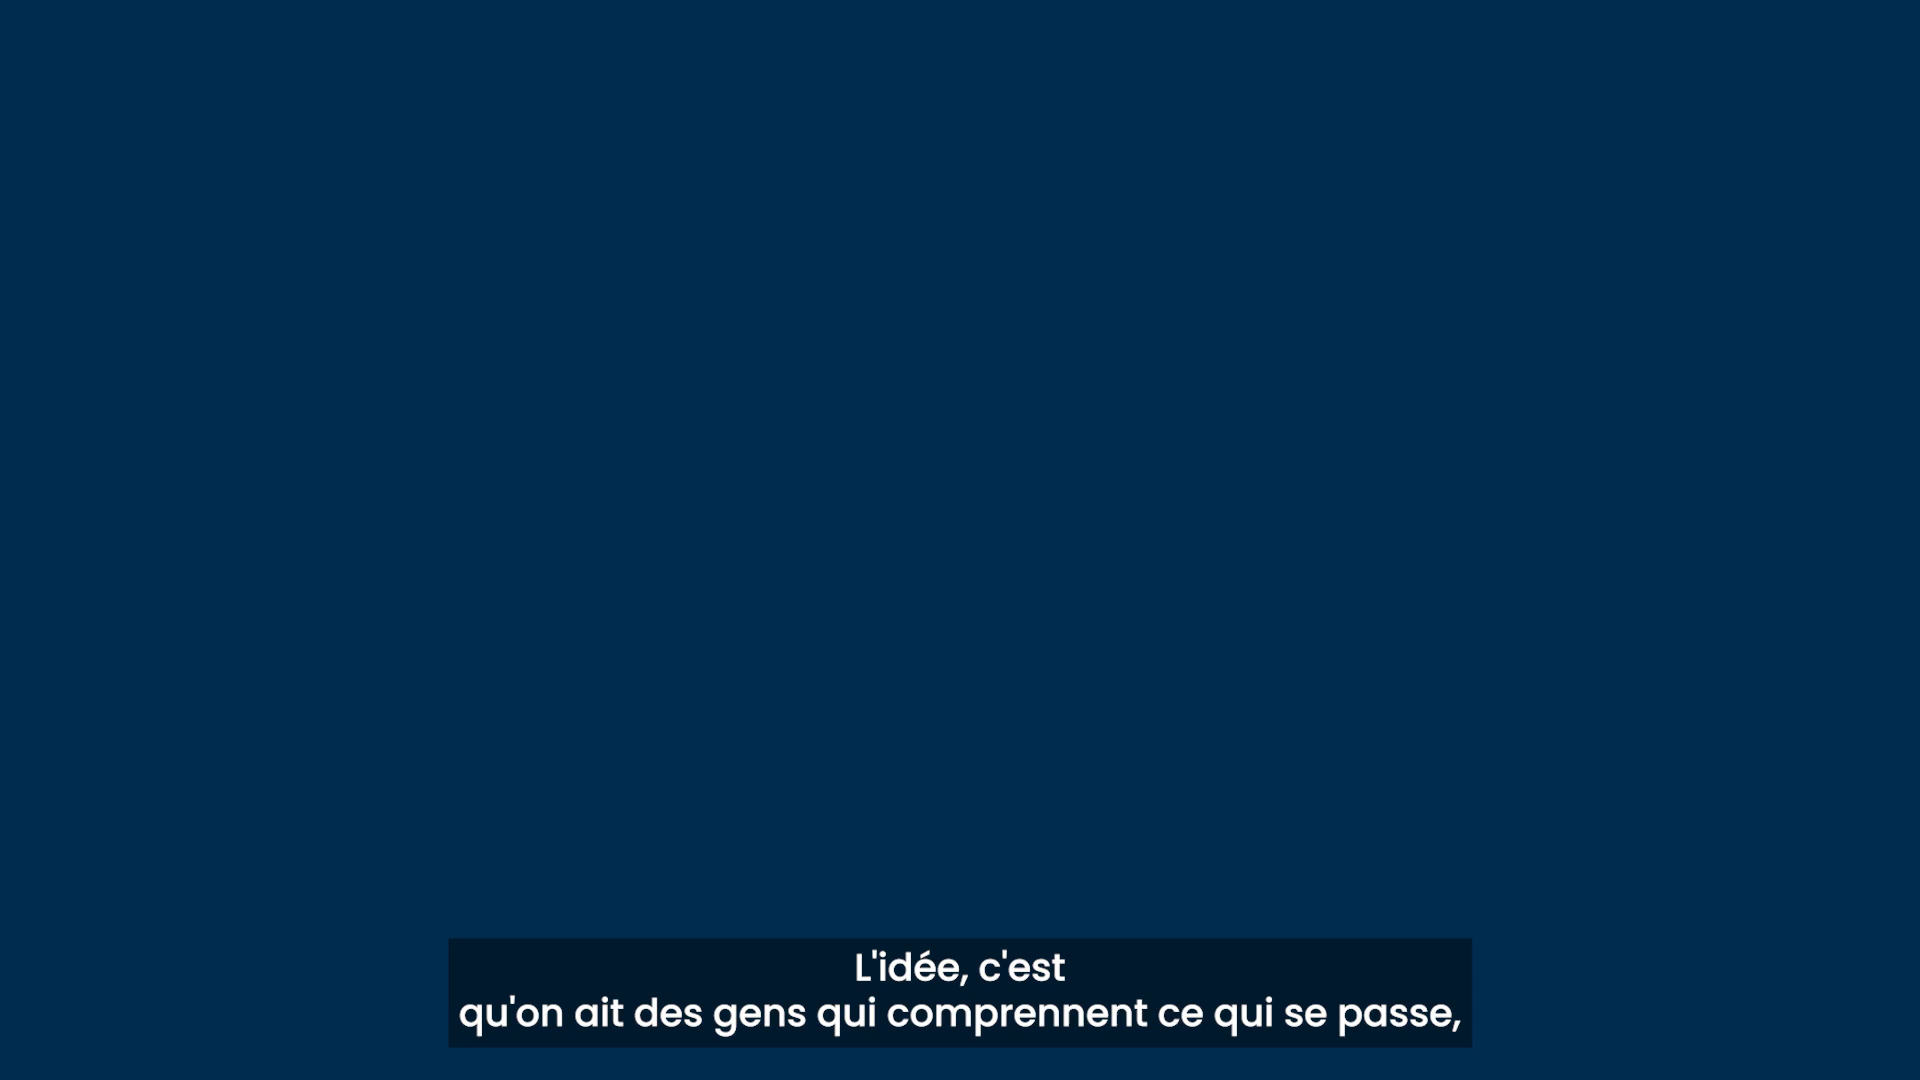 L'idée, c'est
qu'on ait des gens qui comprennent ce qui se passe,